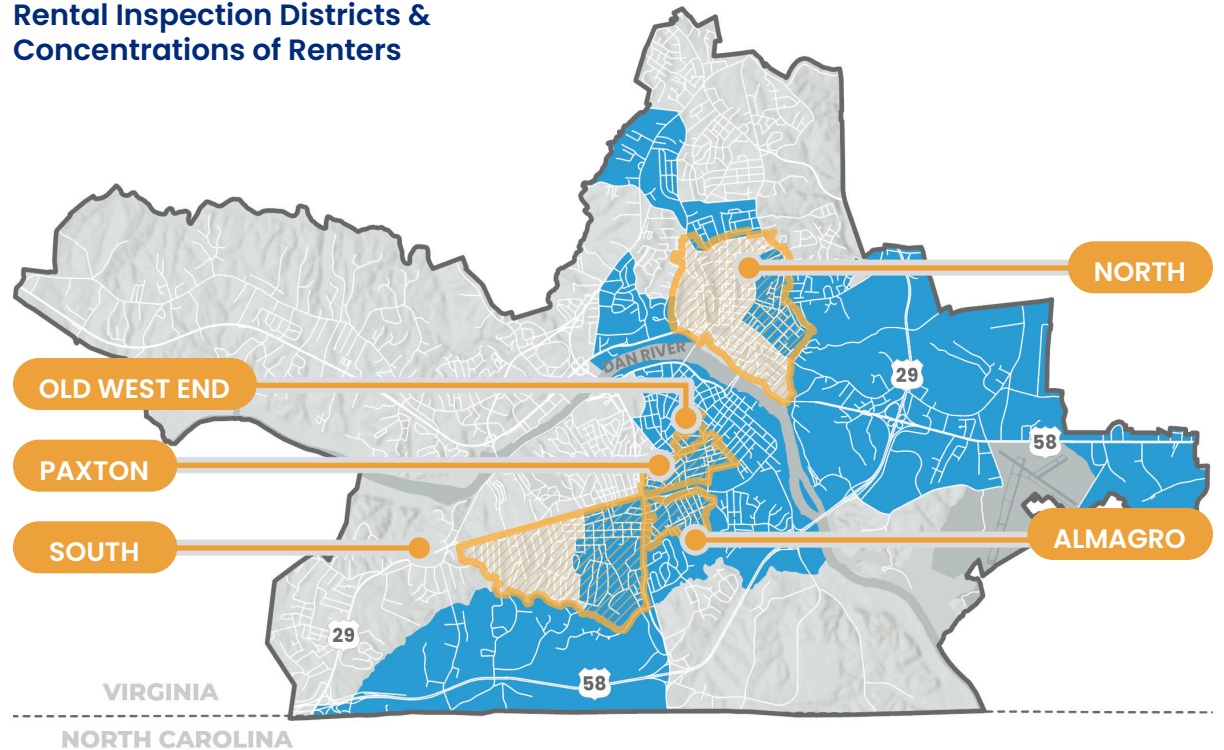 Rental Inspection Districts &
Concentrations of Renters
NORTH
DAN RIVER
OLD WEST END
29
58
PAXTON
SOUTH
ALMAGRO
29
58
VIRGINIA
NORTH CAROLINA